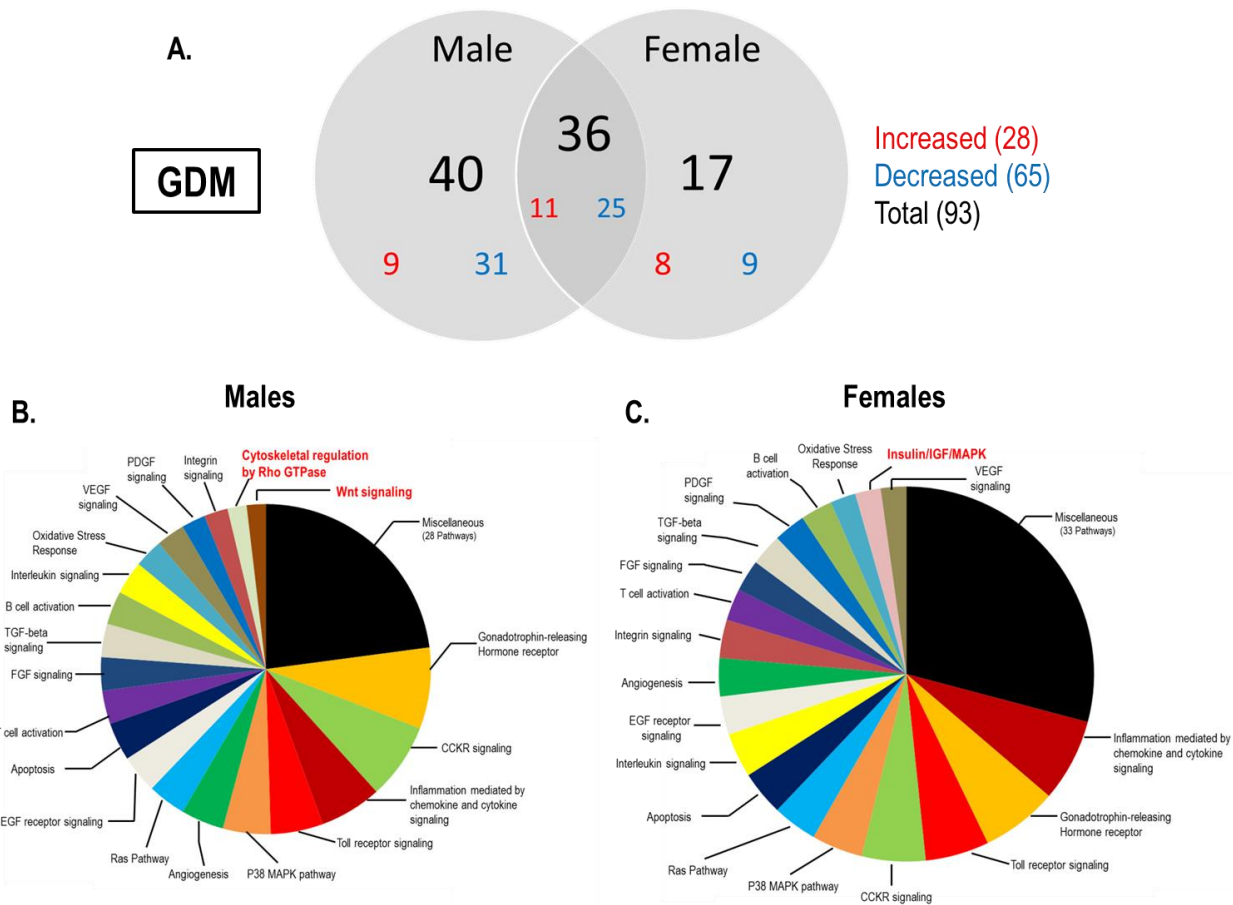 A.
Male
Female
GDM
40
36
17
11
25
9
31
8
9
Increased (28)
Decreased (65)
Total (93)
B.
Males
Cytoskeletal regulation
by Rho GTPase
Wnt signaling
Miscellaneous
(28 Pathways)
Gonadotrophin-releasing
Hormone receptor
CCKR signaling
Inflammation mediated by
chemokine and cytokine
signaling
Toll receptor signaling
P38 MAPK pathway
Angiogenesis
Ras Pathway
EGF receptor signaling
Apoptosis
cell activation
FGF signaling
TGF-beta
signaling
B cell activation
Interleukin signaling
Oxidative Stress
Response
VEGF
signaling
PDGF
signaling
Integrin
signaling
C.
Females
Insulin/IGF/MAPK
VEGF
signaling
Miscellaneous
(33 Pathways)
Inflammation mediated by
chemokine and cytokine
signaling
Gonadotrophin-releasing
Hormone receptor
Toll receptor signaling
CCKR signaling
P38 MAPK pathway
Ras Pathway
Apoptosis
Interleukin signaling
EGF receptor
signaling
Angiogenesis
Integrin signaling
T cell activation
FGF signaling
TGF-beta
signaling
PDGF
signaling
B cell
activation
Oxidative Stress
Response